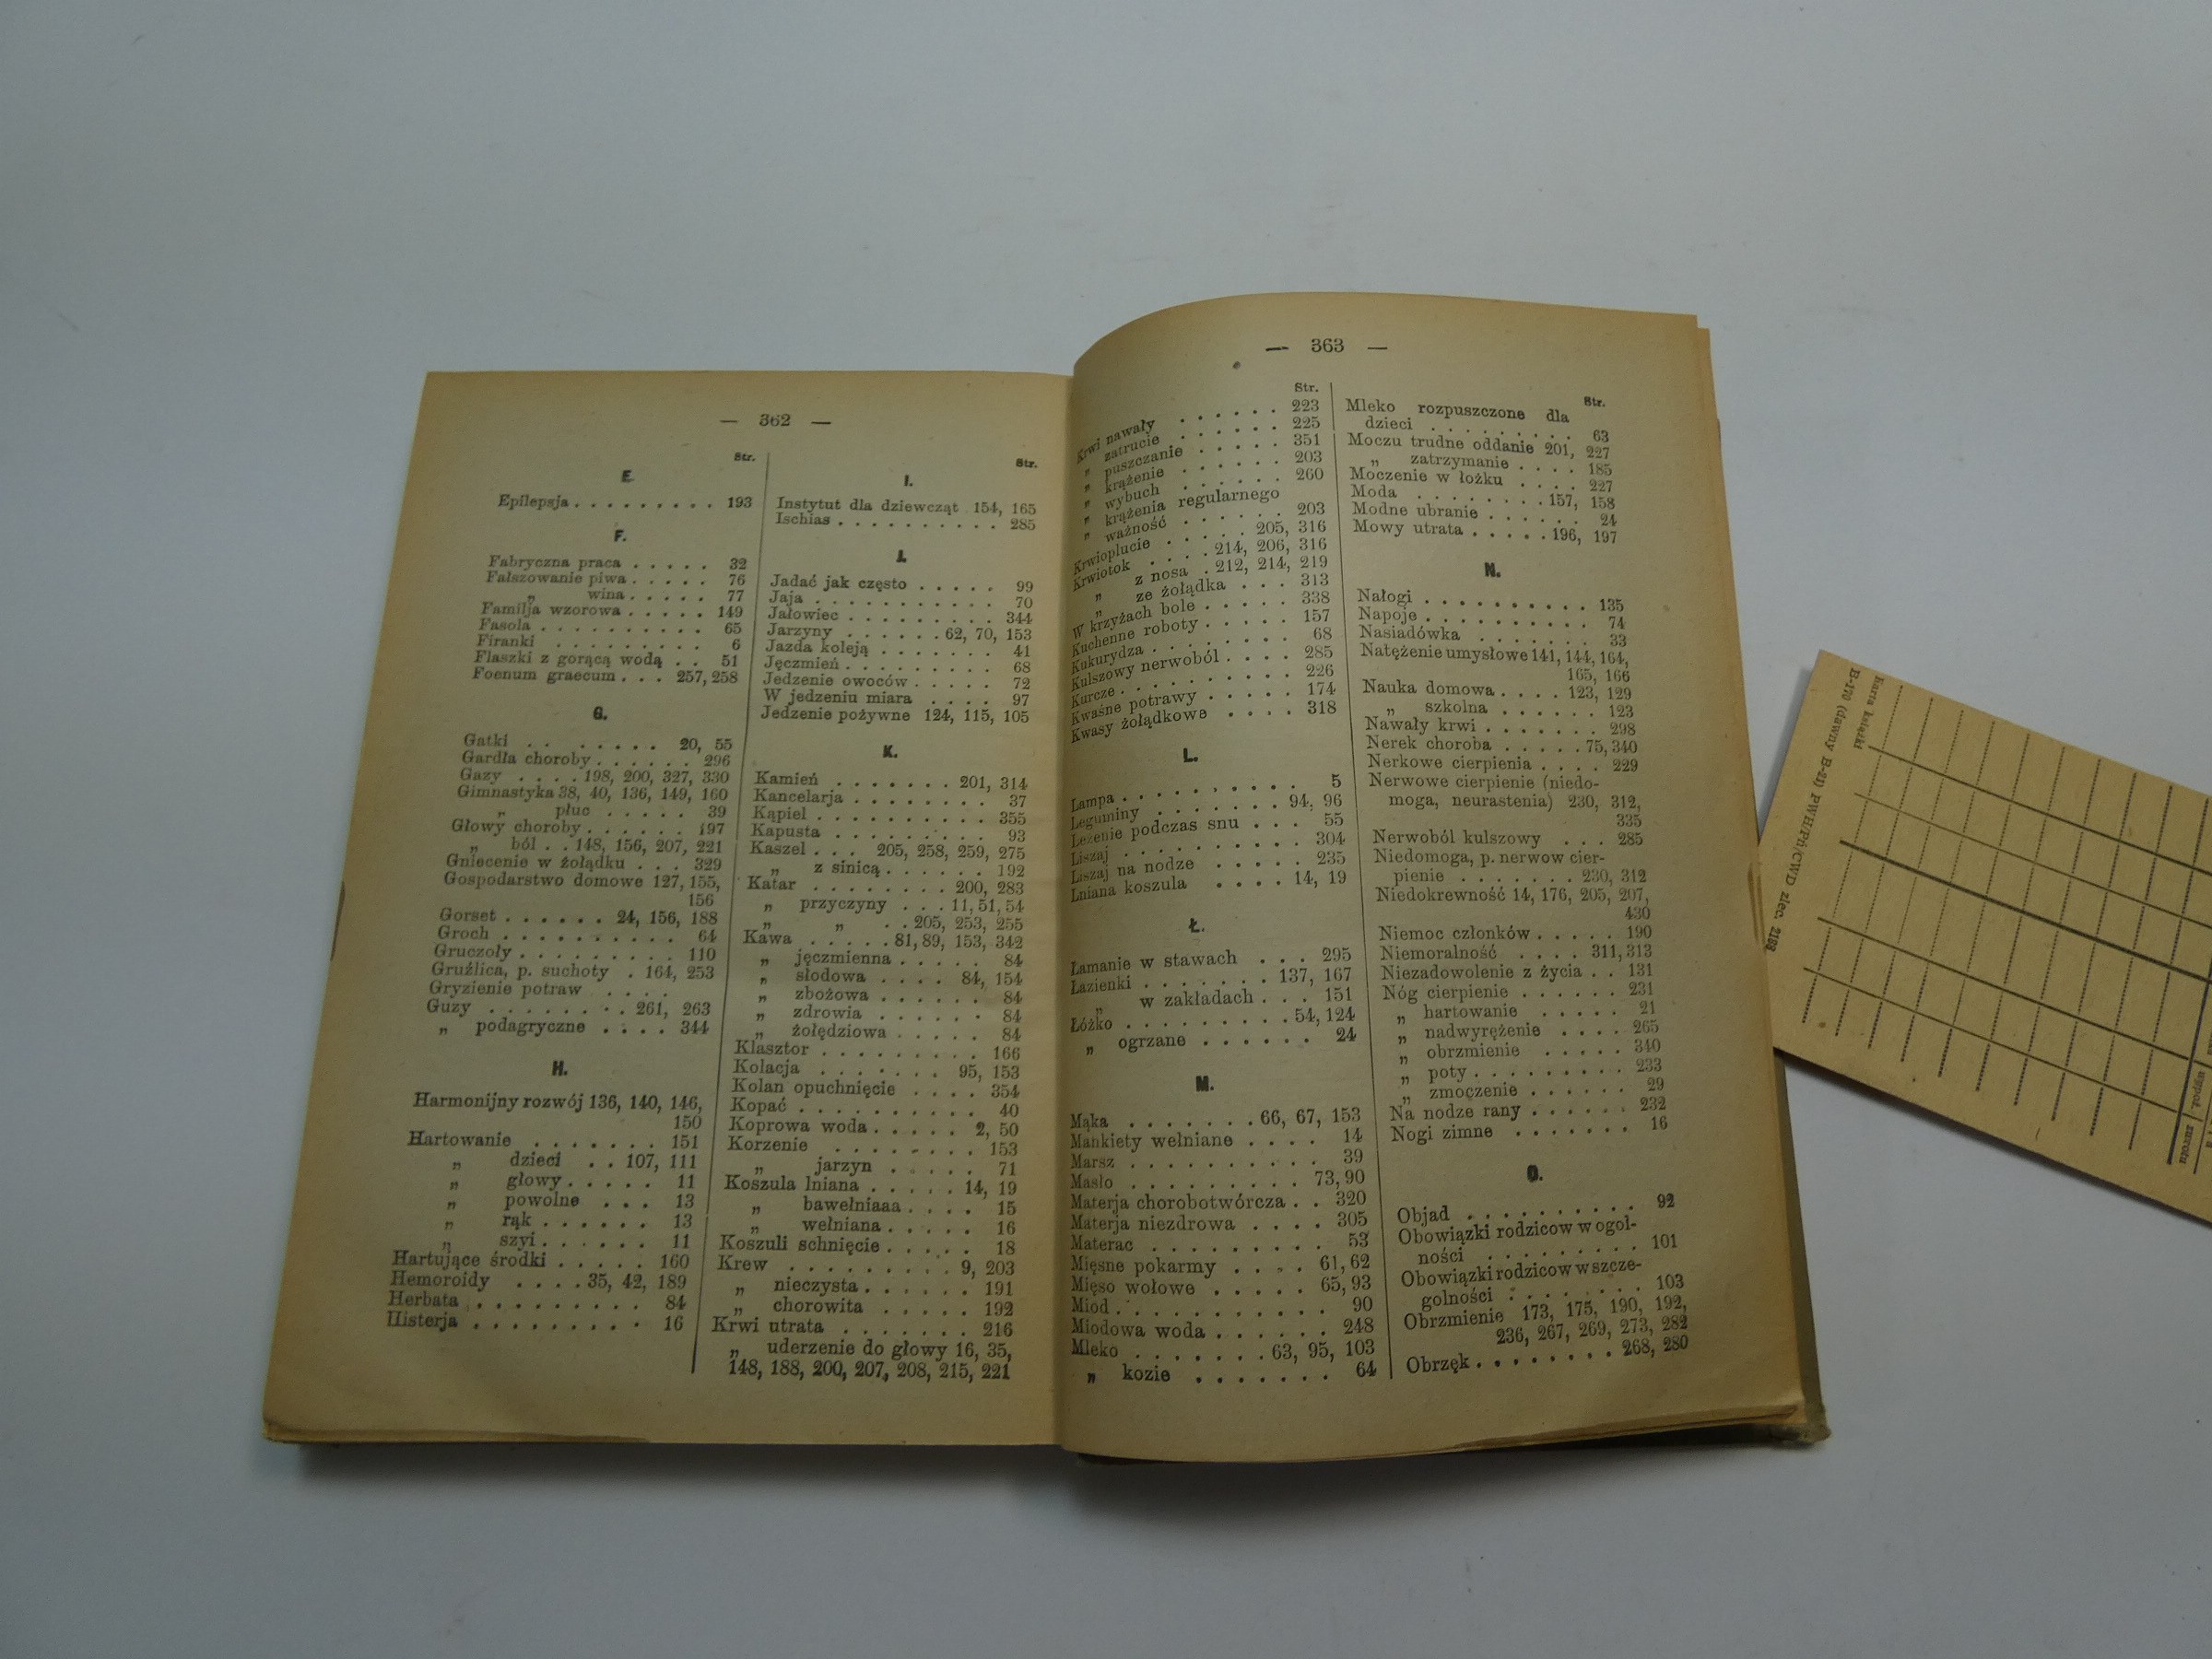 — 362 —
Str.
E.
Epilepsja . . . . . . . . . 193
F.
Fabryczna praca . . . . . 32
Fałszowanie piwa . . . . . 76
„ wina . . . . . 77
Familja wzorowa . . . . . 149
Fasola . . . . . . . . . . 65
Firanki . . . . . . . . . 6
Flaszki z gorącą wodą . . 51
Foenum graecum . . . 257, 258
G.
Gatki . . . . . . . 20, 55
Gardła choroby . . . . . . 296
Gazy . . . . 198, 200, 327, 330
Gimnastyka 38, 40, 136, 149, 160
„ płuc . . . . . 39
Głowy choroby . . . . . . 197
„ ból . . 148, 156, 207, 221
Gniecenie w żołądku . . . 329
Gospodarstwo domowe 127, 155,
156
Gorset . . . . . . 24, 156, 188
Groch . . . . . . . . . . 64
Gruczoły . . . . . . . . . 110
Gruźlica, p. suchoty . 164, 253
Gryzienie potraw . . . .
Guzy . . . . . . . . 261, 263
„ podagryczne . . . . 344
H.
Harmonijny rozwój 136, 140, 146,
150
Hartowanie . . . . . . . 151
„ dzieci . . 107, 111
„ głowy . . . . . 11
„ powolne . . . 13
„ rąk . . . . . . 13
„ szyi . . . . . . 11
Hartujące środki . . . . . 160
Hemoroidy . . . . 35, 42, 189
Herbata . . . . . . . . . 84
Histerja . . . . . . . . . 16
Str.
I.
Instytut dla dziewcząt . 154, 165
Ischias . . . . . . . . . . 285
J.
Jadać jak często . . . . . 99
Jaja . . . . . . . . . . . 70
Jałowiec . . . . . . . . . 344
Jarzyny . . . . . . 62, 70, 153
Jazda koleją . . . . . . . 41
Jęczmień . . . . . . . . . 68
Jedzenie owoców . . . . . 72
W jedzeniu miara . . . . 97
Jedzenie pożywne 124, 115, 105
K.
Kamień . . . . . . 201, 314
Kancelarja . . . . . . . . 37
Kąpiel . . . . . . . . . . 355
Kapusta . . . . . . . . . 93
Kaszel . . . 205, 258, 259, 275
„ z sinicą . . . . . . 192
Katar . . . . . . . . 200, 283
„ przyczyny . . . 11, 51, 54
„ „ . . 205, 253, 255
Kawa . . . . . 81, 89, 153, 342
„ jęczmienna . . . . . 84
„ słodowa . . . . 84, 154
„ zbożowa . . . . . . 84
„ zdrowia . . . . . . 84
„ żołędziowa . . . . . 84
Klasztor . . . . . . . . . 166
Kolacja . . . . . . . 95, 153
Kolan opuchnięcie . . . . 354
Kopać . . . . . . . . . . 40
Koprowa woda . . . . . 2, 50
Korzenie . . . . . . . . 153
„ jarzyn . . . . . 71
Koszula lniana . . . . . 14, 19
„ bawełniaaa . . . . 15
„ wełniana . . . . . 16
Koszuli schnięcie . . . . . 18
Krew . . . . . . . . . 9, 203
„ nieczysta . . . . . . 191
„ chorowita . . . . . 192
Krwi utrata . . . . . . . 216
„ uderzenie do głowy 16, 35,
148, 188, 200, 207, 208, 215, 221
— 363 —
Str.
Krwi nawały . . . . . . 223
„ zatrucie . . . . . . 225
„ puszczanie . . . . . 351
„ krążenie . . . . . . 203
„ wybuch . . . . . . 260
„ krążenia regularnego
„ ważność . . . . . . 203
Krwioplucie . . . . . 205, 316
Krwiotok . . . 214, 206, 316
„ z nosa . 212, 214, 219
„ ze żołądka . . . 313
W krzyżach bole . . . . . 338
Kuchenne roboty . . . . . 157
Kukurydza . . . . . . . . 68
Kulszowy nerwoból . . . . 285
Kurcze . . . . . . . . . . 226
Kwaśne potrawy . . . . . 174
Kwasy żołądkowe . . . . 318
L.
Lampa . . . . . . . . . . 5
Leguminy . . . . . . . 94, 96
Leżenie podczas snu . . . 55
Liszaj . . . . . . . . . . 304
Liszaj na nodze . . . . . 235
Lniana koszula . . . . 14, 19
Ł.
Łamanie w stawach . . . 295
Łazienki . . . . . . . 137, 167
„ w zakładach . . . 151
Łóżko . . . . . . . . . 54, 124
„ ogrzane . . . . . . 24
M.
Mąka . . . . . . . 66, 67, 153
Mankiety wełniane . . . . 14
Marsz . . . . . . . . . . 39
Masło . . . . . . . . . 73, 90
Materja chorobotwórcza . . 320
Materja niezdrowa . . . . 305
Materac . . . . . . . . . 53
Mięsne pokarmy . . . . 61, 62
Mięso wołowe . . . . . 65, 93
Miod . . . . . . . . . . . 90
Miodowa woda . . . . . . 248
Mleko . . . . . . . 63, 95, 103
„ kozie . . . . . . . 64
Str.
Mleko rozpuszczone dla
dzieci . . . . . . . . . 63
Moczu trudne oddanie 201, 227
„ zatrzymanie . . . . 185
Moczenie w łożku . . . . 227
Moda . . . . . . . . 157, 158
Modne ubranie . . . . . . 24
Mowy utrata . . . . . 196, 197
N.
Nałogi . . . . . . . . . . 135
Napoje . . . . . . . . . . 74
Nasiadówka . . . . . . . 33
Natężenie umysłowe 141, 144, 164,
165, 166
Nauka domowa . . . . 123, 129
„ szkolna . . . . . . 123
Nawały krwi . . . . . . . 298
Nerek choroba . . . . . 75, 340
Nerkowe cierpienia . . . . 229
Nerwowe cierpienie (niedo-
moga, neurastenia) 230, 312,
335
Nerwoból kulszowy . . . 285
Niedomoga, p. nerwow cier-
pienie . . . . . . . 230, 312
Niedokrewność 14, 176, 205, 207,
430
Niemoc członków . . . . . 190
Niemoralność . . . . 311, 313
Niezadowolenie z życia . . 131
Nóg cierpienie . . . . . . 231
„ hartowanie . . . . . 21
„ nadwyrężenie . . . . 265
„ obrzmienie . . . . . 340
„ poty . . . . . . . . . 233
„ zmoczenie . . . . . . 29
Na nodze rany . . . . . . 232
Nogi zimne . . . . . . . 16
O.
Objad . . . . . . . . . . 92
Obowiązki rodzicow w ogol-
ności . . . . . . . . . 101
Obowiązki rodzicow w szcze-
golności . . . . . . . . 103
Obrzmienie 173, 175, 190, 192,
236, 267, 269, 273, 282
Obrzęk . . . . . . . . 268, 280
Karta książki
B-170 (dawny B-21) PWH/Pń/CWD zlec. 2189
wypoż. zwrotu